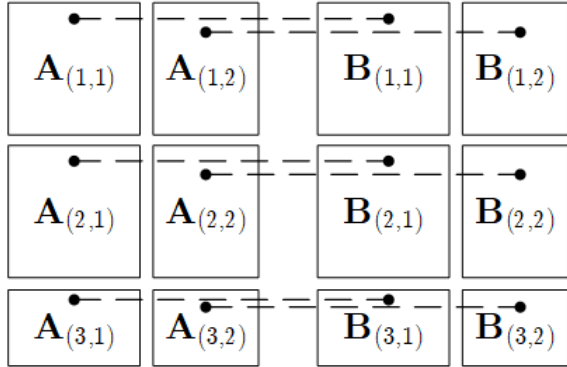 A(1,1) A(1,2) B(1,1) B(1,2)
A(2,1) A(2,2) B(2,1) B(2,2)
A(3,1) A(3,2) B(3,1) B(3,2)